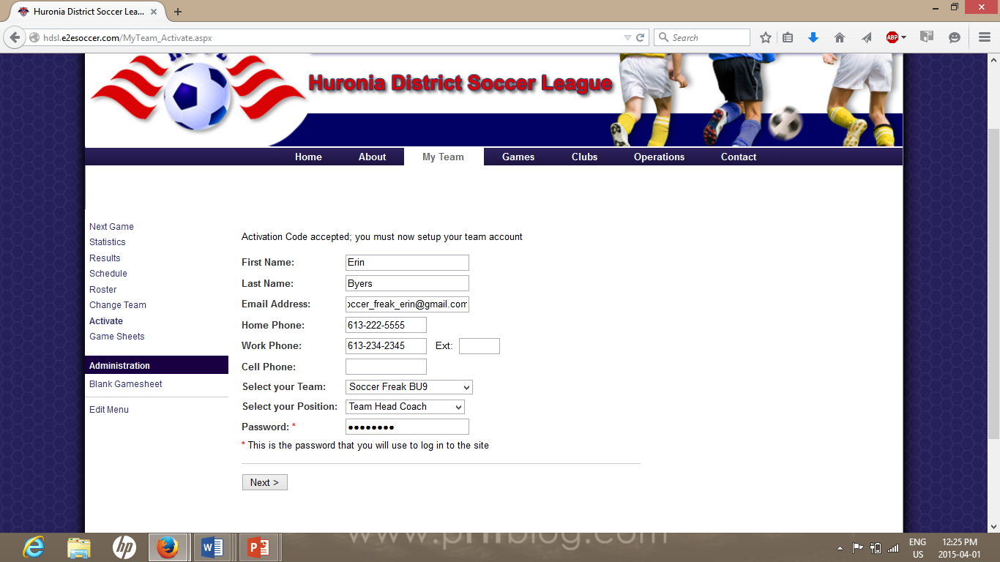 Huronia District Soccer Lea...
hdsl.e2esoccer.com/MyTeam_Activate.aspx
Search
ABP
Huronia District Soccer League
Home About My Team Games Clubs Operations Contact
Next Game
Statistics
Results
Schedule
Roster
Change Team
Activate
Game Sheets
Administration
Blank Gamesheet
Edit Menu
Activation Code accepted; you must now setup your team account
First Name: Erin
Last Name: Byers
Email Address: occer_freak_erin@gmail.com
Home Phone: 613-222-5555
Work Phone: 613-234-2345 Ext:
Cell Phone:
Select your Team: Soccer Freak BU9
Select your Position: Team Head Coach
Password: * ●●●●●●●●
* This is the password that you will use to log in to the site
Next >
hp
ENG
US
12:25 PM
2015-04-01